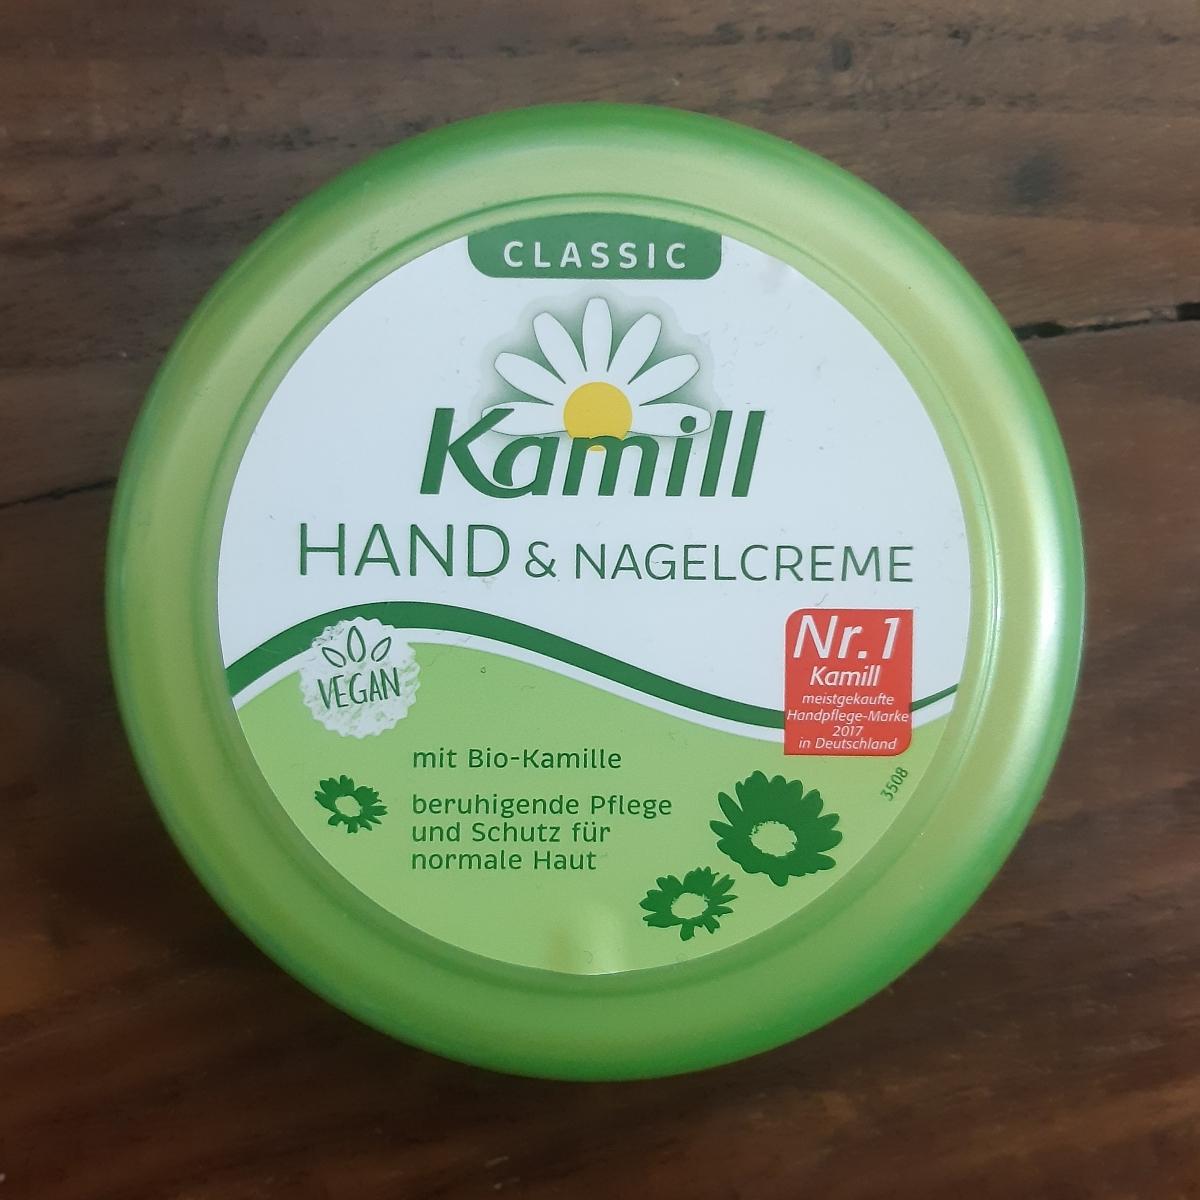 CLASSIC
Kamill
HAND & NAGELCREME
VEGAN
Nr.1
Kamill
meistgekaufte
Handpflege-Marke
2017
in Deutschland
3508
mit Bio-Kamille
beruhigende Pflege
und Schutz für
normale Haut